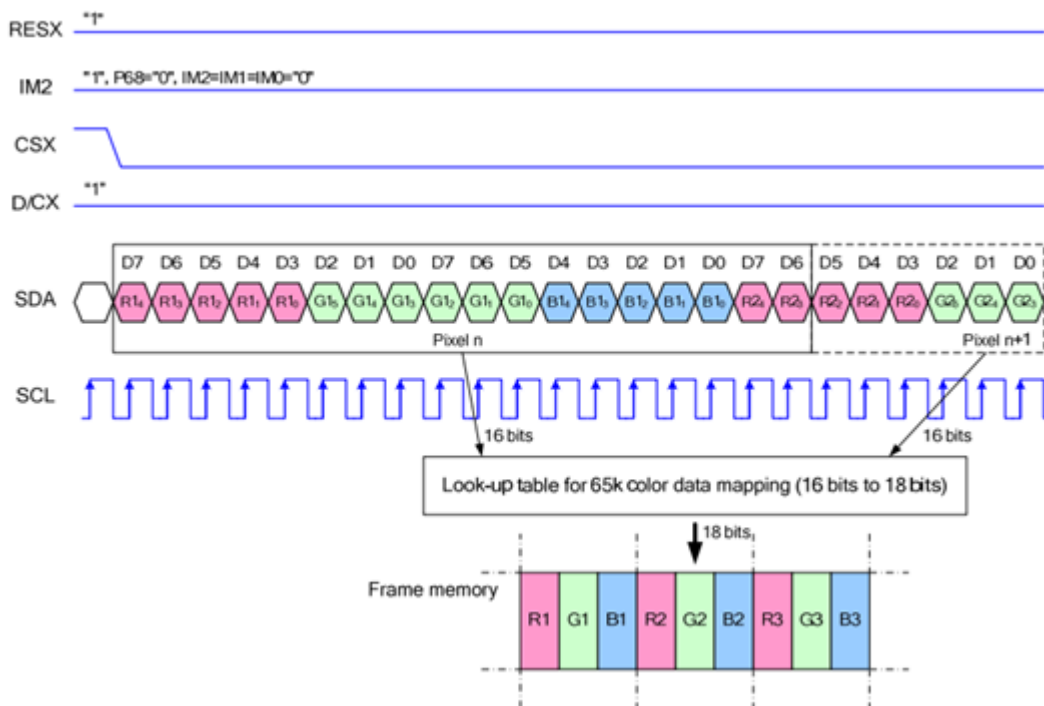 RESX "1"
IM2 "1", P68="0", IM2=IM1=IM0="0"
CSX
D/CX "1"
D7 D6 D5 D4 D3 D2 D1 D0 D7 D6 D5 D4 D3 D2 D1 D0 D7 D6 D5 D4 D3 D2 D1 D0
SDA R14 R13 R12 R11 R10 G15 G14 G13 G12 G11 G10 B14 B13 B12 B11 B10 R24 R23 R22 R21 R20 G25 G24 G23
Pixel n Pixel n+1
SCL
16 bits 16 bits
Look-up table for 65k color data mapping (16 bits to 18 bits)
18 bits
Frame memory
R1 G1 B1 R2 G2 B2 R3 G3 B3